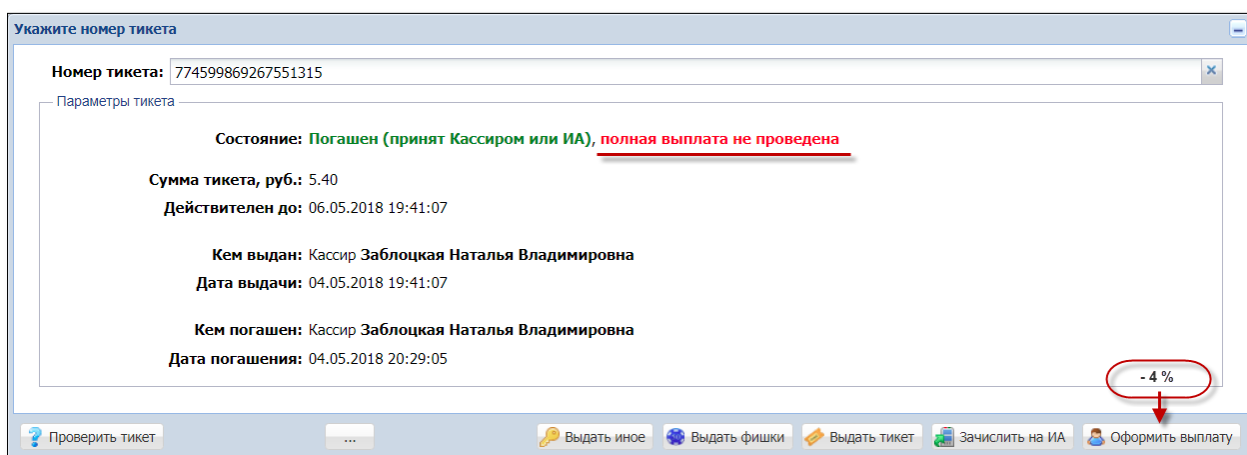 Укажите номер тикета
Номер тикета: 774599869267551315
Параметры тикета
Состояние: Погашен (принят Кассиром или ИА), полная выплата не проведена
Сумма тикета, руб.: 5.40
Действителен до: 06.05.2018 19:41:07
Кем выдан: Кассир Заблоцкая Наталья Владимировна
Дата выдачи: 04.05.2018 19:41:07
Кем погашен: Кассир Заблоцкая Наталья Владимировна
Дата погашения: 04.05.2018 20:29:05
- 4 %
Проверить тикет ... Выдать иное Выдать фишки Выдать тикет Зачислить на ИА Оформить выплату